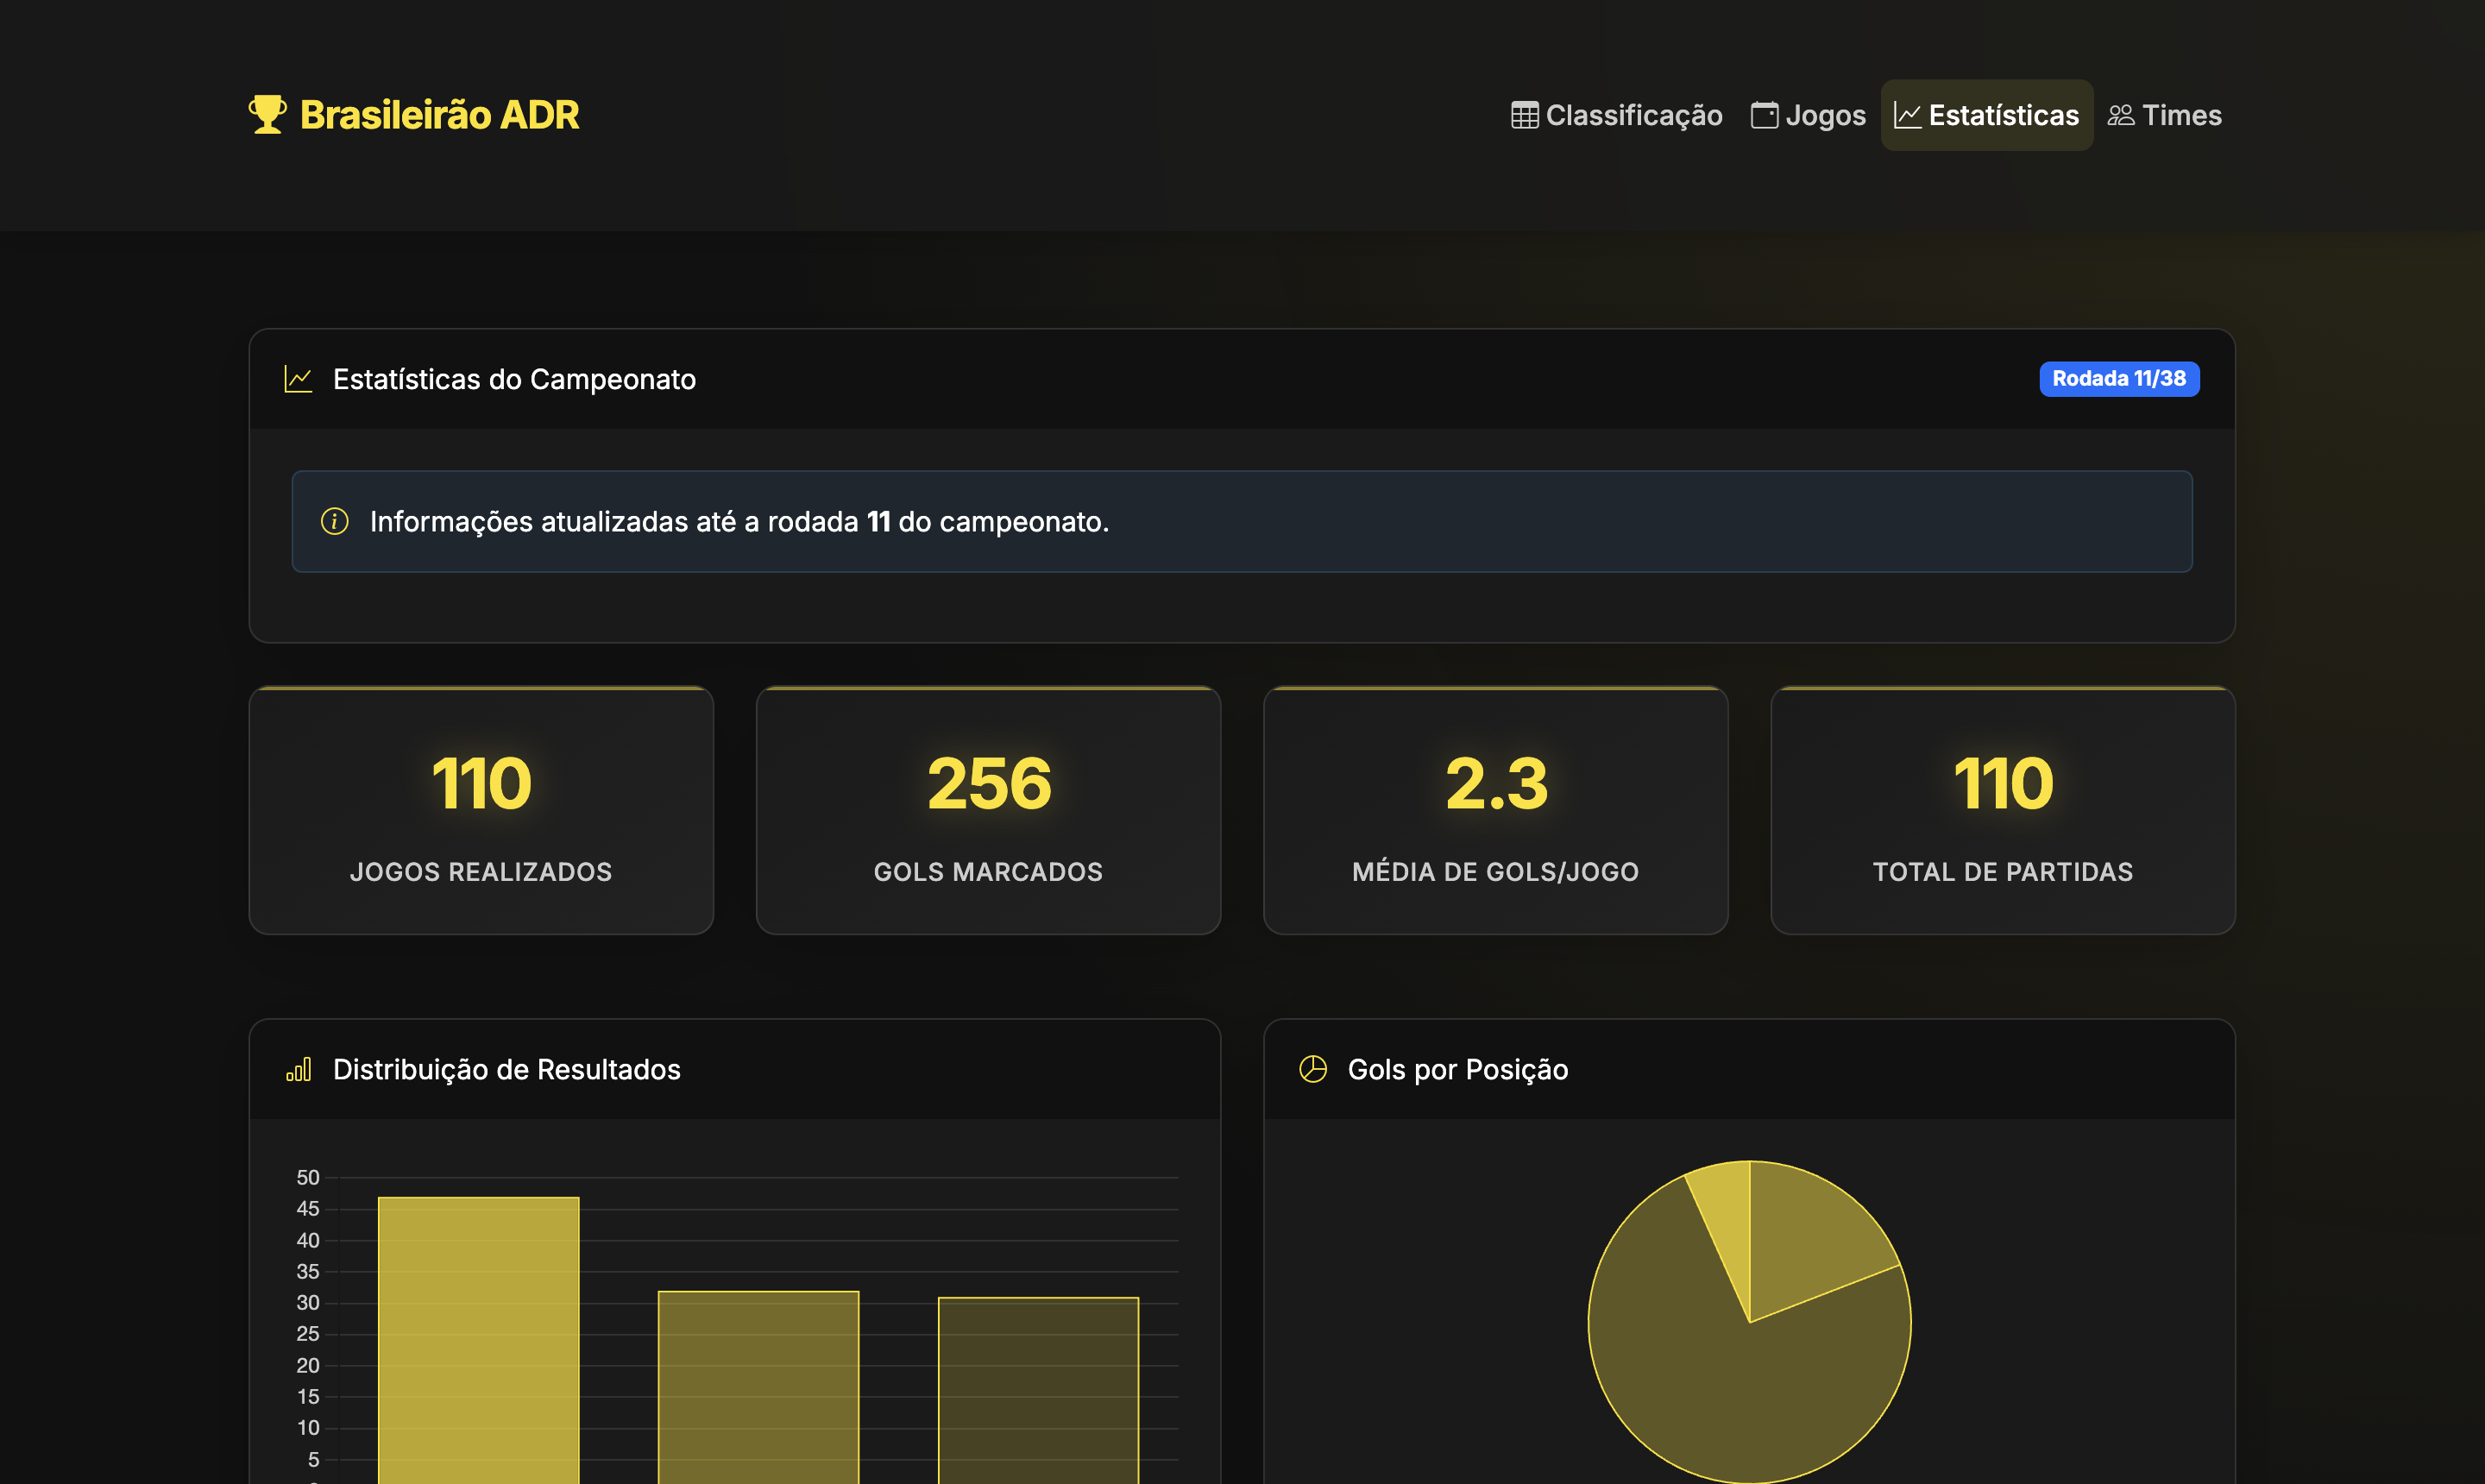 Brasileirão ADR
Classificação
Jogos
Estatísticas
Times
Estatísticas do Campeonato
Rodada 11/38
Informações atualizadas até a rodada 11 do campeonato.
110
JOGOS REALIZADOS
256
GOLS MARCADOS
2.3
MÉDIA DE GOLS/JOGO
110
TOTAL DE PARTIDAS
Distribuição de Resultados
50
45
40
35
30
25
20
15
10
5
Gols por Posição